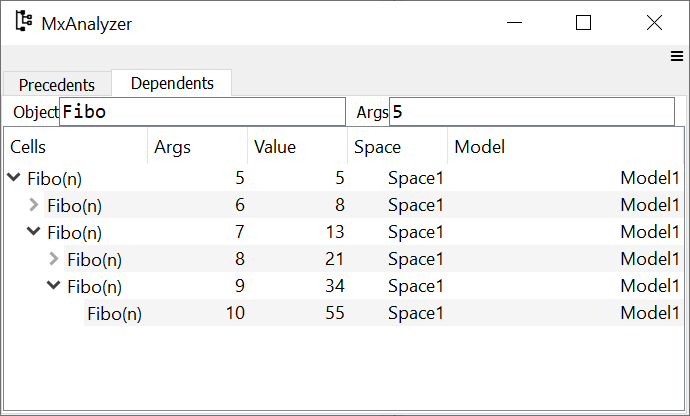 MxAnalyzer
Precedents Dependents
Object Fibo Args 5
Cells Args Value Space Model
Fibo(n) 5 5 Space1 Model1
Fibo(n) 6 8 Space1 Model1
Fibo(n) 7 13 Space1 Model1
Fibo(n) 8 21 Space1 Model1
Fibo(n) 9 34 Space1 Model1
Fibo(n) 10 55 Space1 Model1